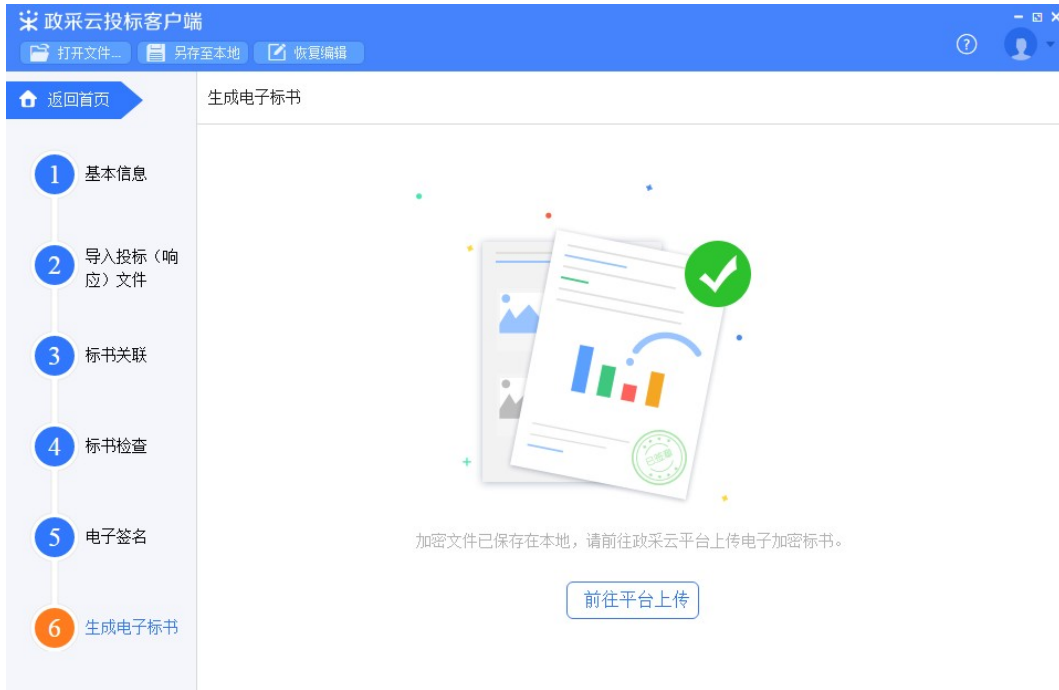 政采云投标客户端
打开文件... 另存至本地 恢复编辑
返回首页
生成电子标书
1 基本信息
2 导入投标（响
应）文件
3 标书关联
4 标书检查
5 电子签名
6 生成电子标书
已签章
加密文件已保存在本地，请前往政采云平台上传电子加密标书。
前往平台上传